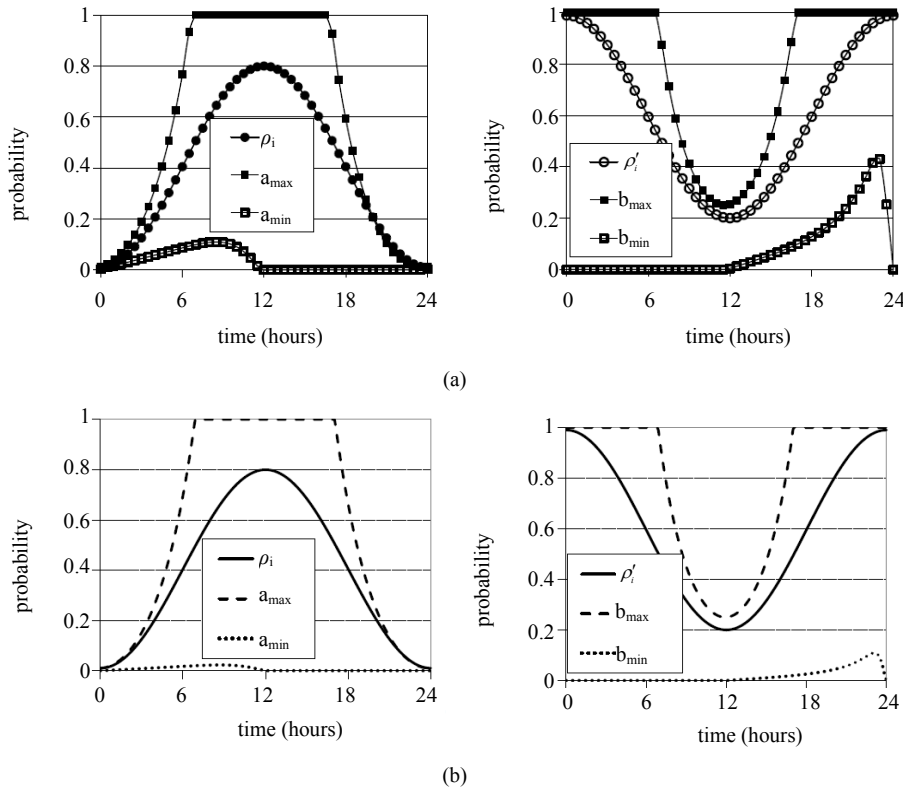 1
0.8
0.6
0.4
0.2
0
probability
ρi
amax
amin
0 6 12 18 24
time (hours)
1
0.8
0.6
0.4
0.2
0
probability
ρ′i
bmax
bmin
0 6 12 18 24
time (hours)
(a)
1
0.8
0.6
0.4
0.2
0
probability
ρi
amax
amin
0 6 12 18 24
time (hours)
1
0.8
0.6
0.4
0.2
0
probability
ρ′i
bmax
bmin
0 6 12 18 24
time (hours)
(b)